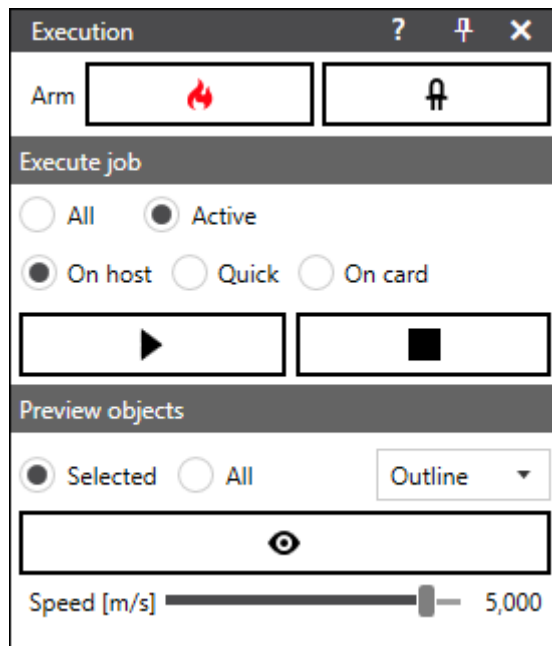 Execution ?
Arm
Execute job
All Active
On host Quick On card
Preview objects
Selected All Outline
Speed [m/s] 5,000